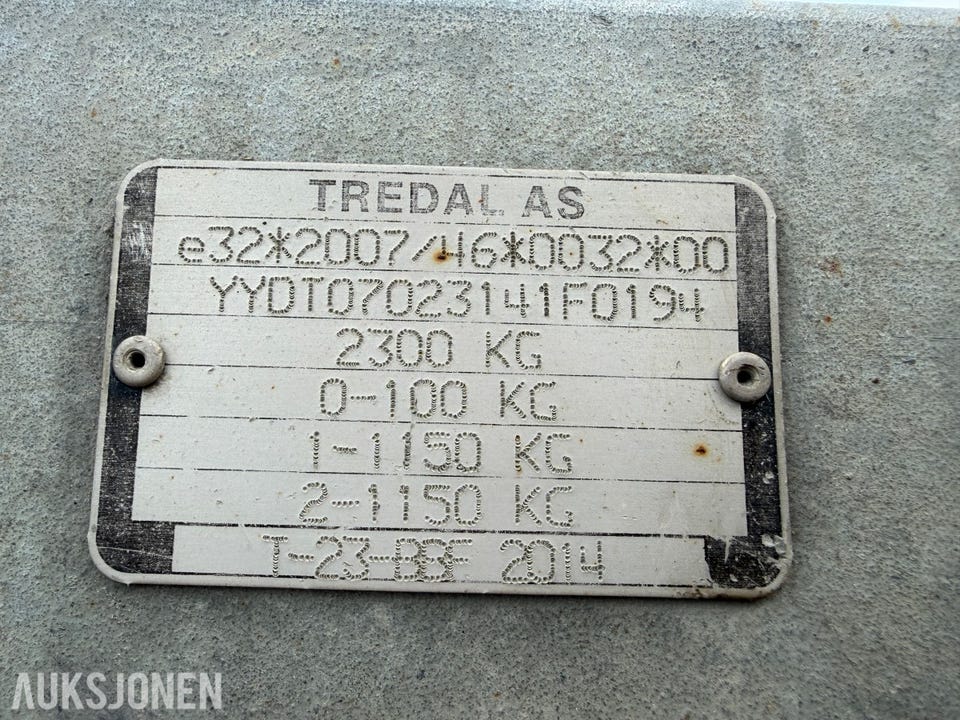 TREDAL AS
e32*2007/46*0032*00
YYDT07023141F0194
2300 KG
0-100 KG
1-1150 KG
2-1150 KG
T-23-BBF 2014
AUKSJONEN